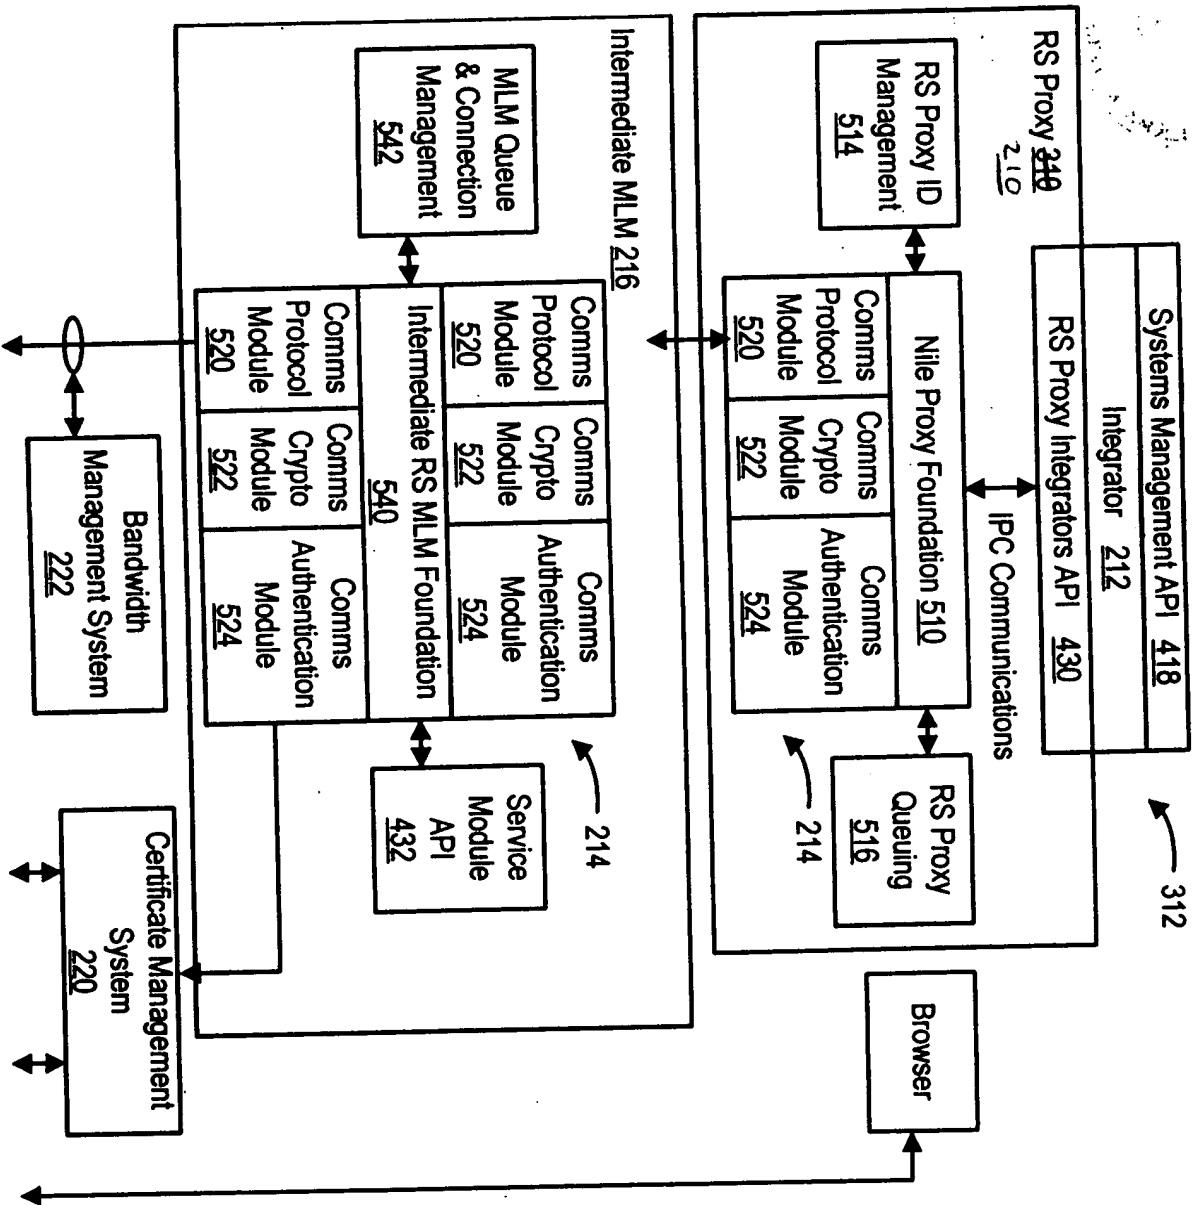 312
Systems Management API 418
Integrator 212
RS Proxy Integrators API 430
RS Proxy 310
210
IPC Communications
RS Proxy ID
Management
514
Nile Proxy Foundation 510
RS Proxy
Queuing
516
Comms
Protocol
Module
520
Comms
Crypto
Module
522
Comms
Authentication
Module
524
214
Browser
Intermediate MLM 216
214
Comms
Protocol
Module
520
Comms
Crypto
Module
522
Comms
Authentication
Module
524
MLM Queue
& Connection
Management
542
Intermediate RS MLM Foundation
540
Service
Module
API
432
Comms
Protocol
Module
520
Comms
Crypto
Module
522
Comms
Authentication
Module
524
Bandwidth
Management System
222
Certificate Management
System
220